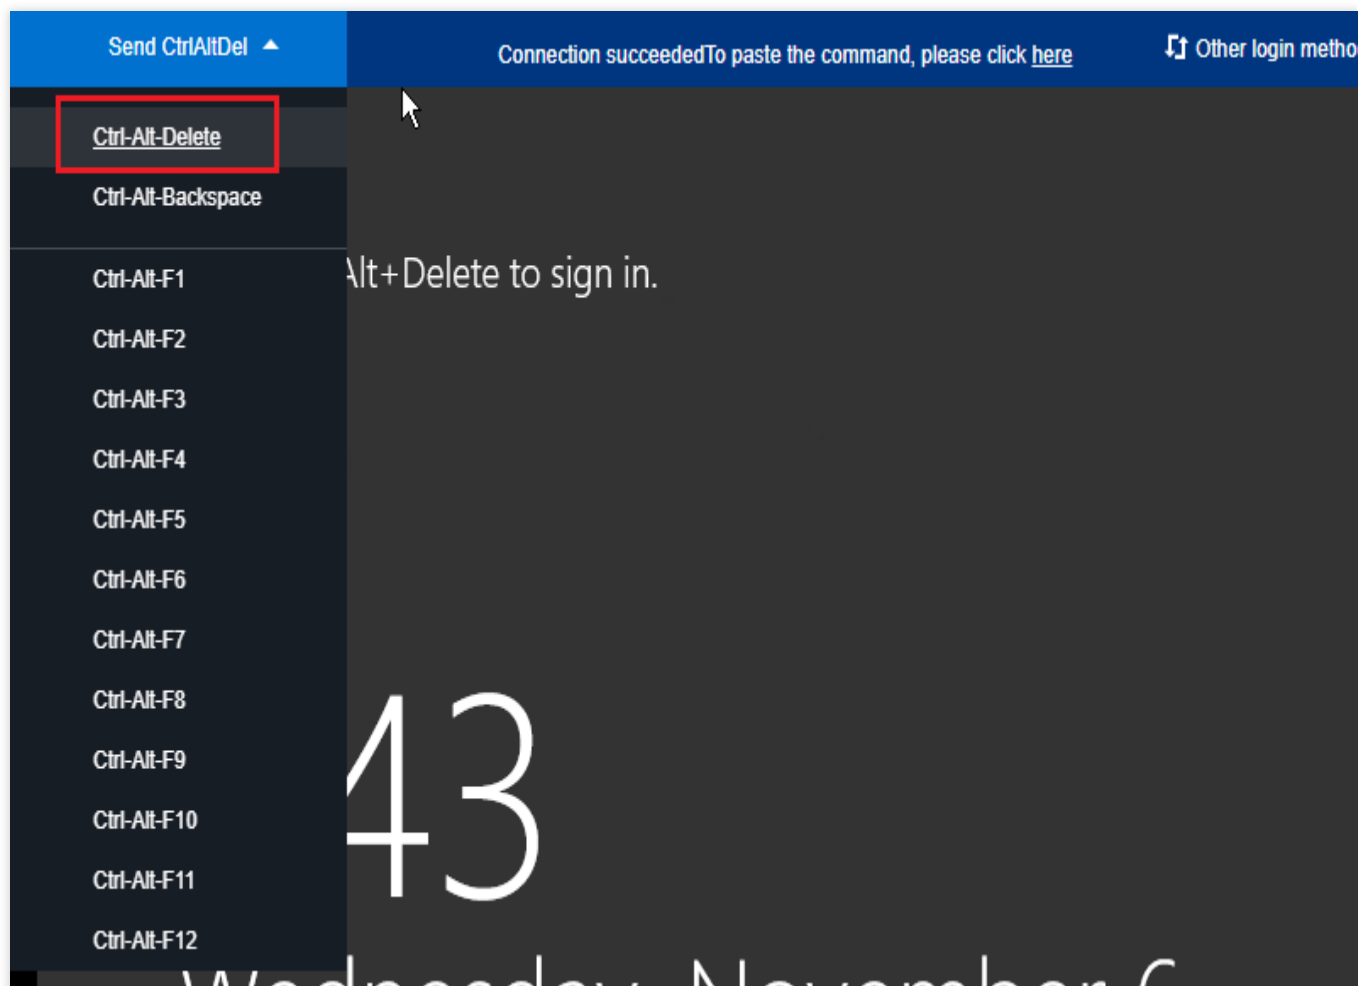 Send CtrlAltDel
Connection succeededTo paste the command, please click here
Other login metho
Ctrl-Alt-Delete
Ctrl-Alt-Backspace
Alt+Delete to sign in.
Ctrl-Alt-F1
Ctrl-Alt-F2
Ctrl-Alt-F3
Ctrl-Alt-F4
Ctrl-Alt-F5
Ctrl-Alt-F6
Ctrl-Alt-F7
Ctrl-Alt-F8
43
Ctrl-Alt-F9
Ctrl-Alt-F10
Ctrl-Alt-F11
Ctrl-Alt-F12
Wednesday, November 6